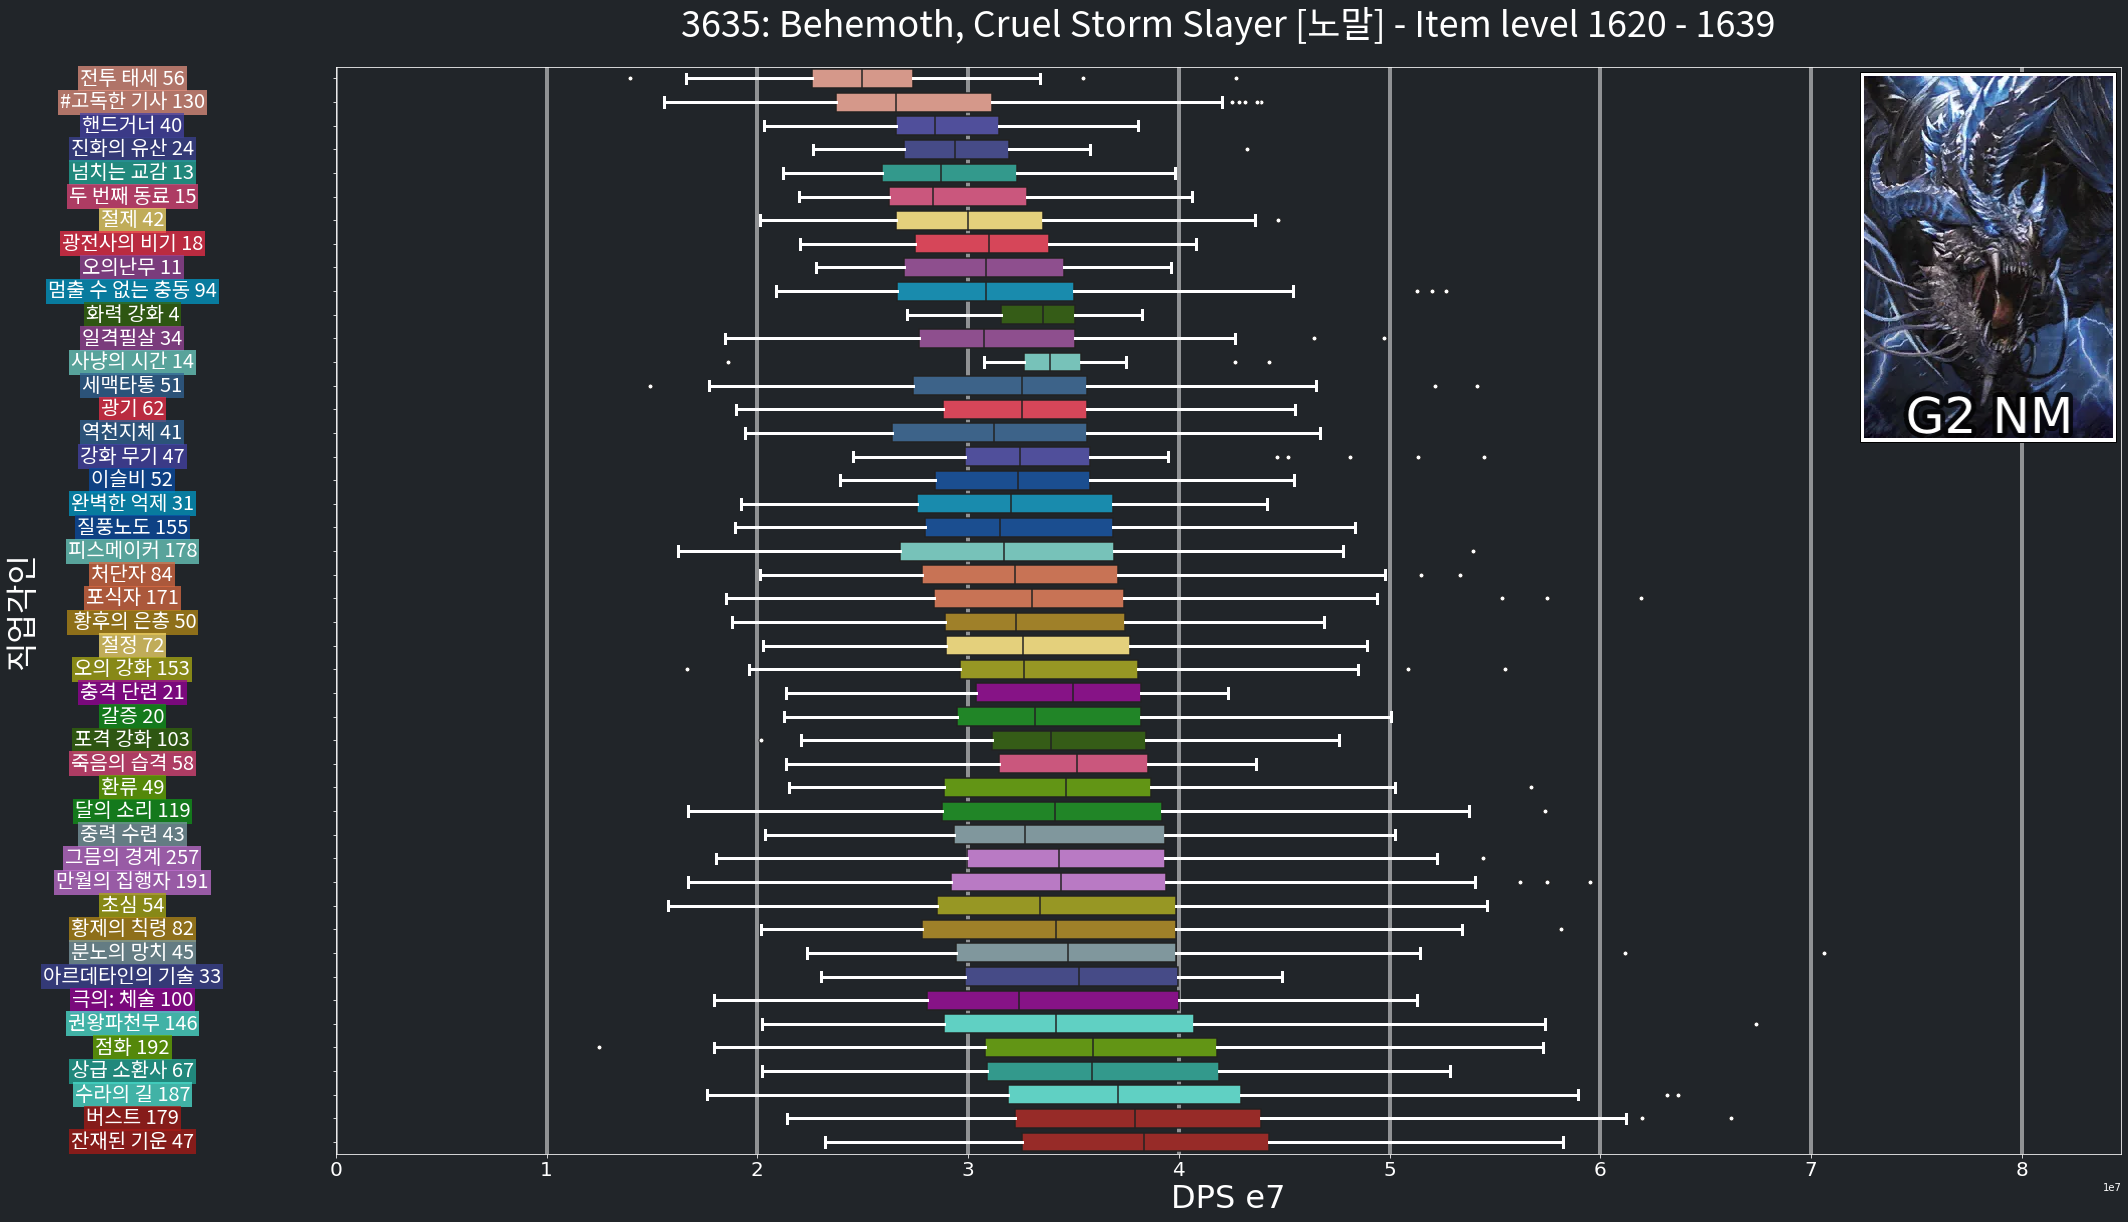 3635: Behemoth, Cruel Storm Slayer [노말] - Item level 1620 - 1639
직업각인
전투 태세 56
#고독한 기사 130
핸드거너 40
진화의 유산 24
넘치는 교감 13
두 번째 동료 15
절제 42
광전사의 비기 18
오의난무 11
멈출 수 없는 충동 94
화력 강화 4
일격필살 34
사냥의 시간 14
세맥타통 51
광기 62
역천지체 41
강화 무기 47
이슬비 52
완벽한 억제 31
질풍노도 155
피스메이커 178
처단자 84
포식자 171
황후의 은총 50
절정 72
오의 강화 153
충격 단련 21
갈증 20
포격 강화 103
죽음의 습격 58
환류 49
달의 소리 119
중력 수련 43
그믐의 경계 257
만월의 집행자 191
초심 54
황제의 칙령 82
분노의 망치 45
아르데타인의 기술 33
극의: 체술 100
권왕파천무 146
점화 192
상급 소환사 67
수라의 길 187
버스트 179
잔재된 기운 47
G2 NM
0 1 2 3 4 5 6 7 8
1e7
DPS e7